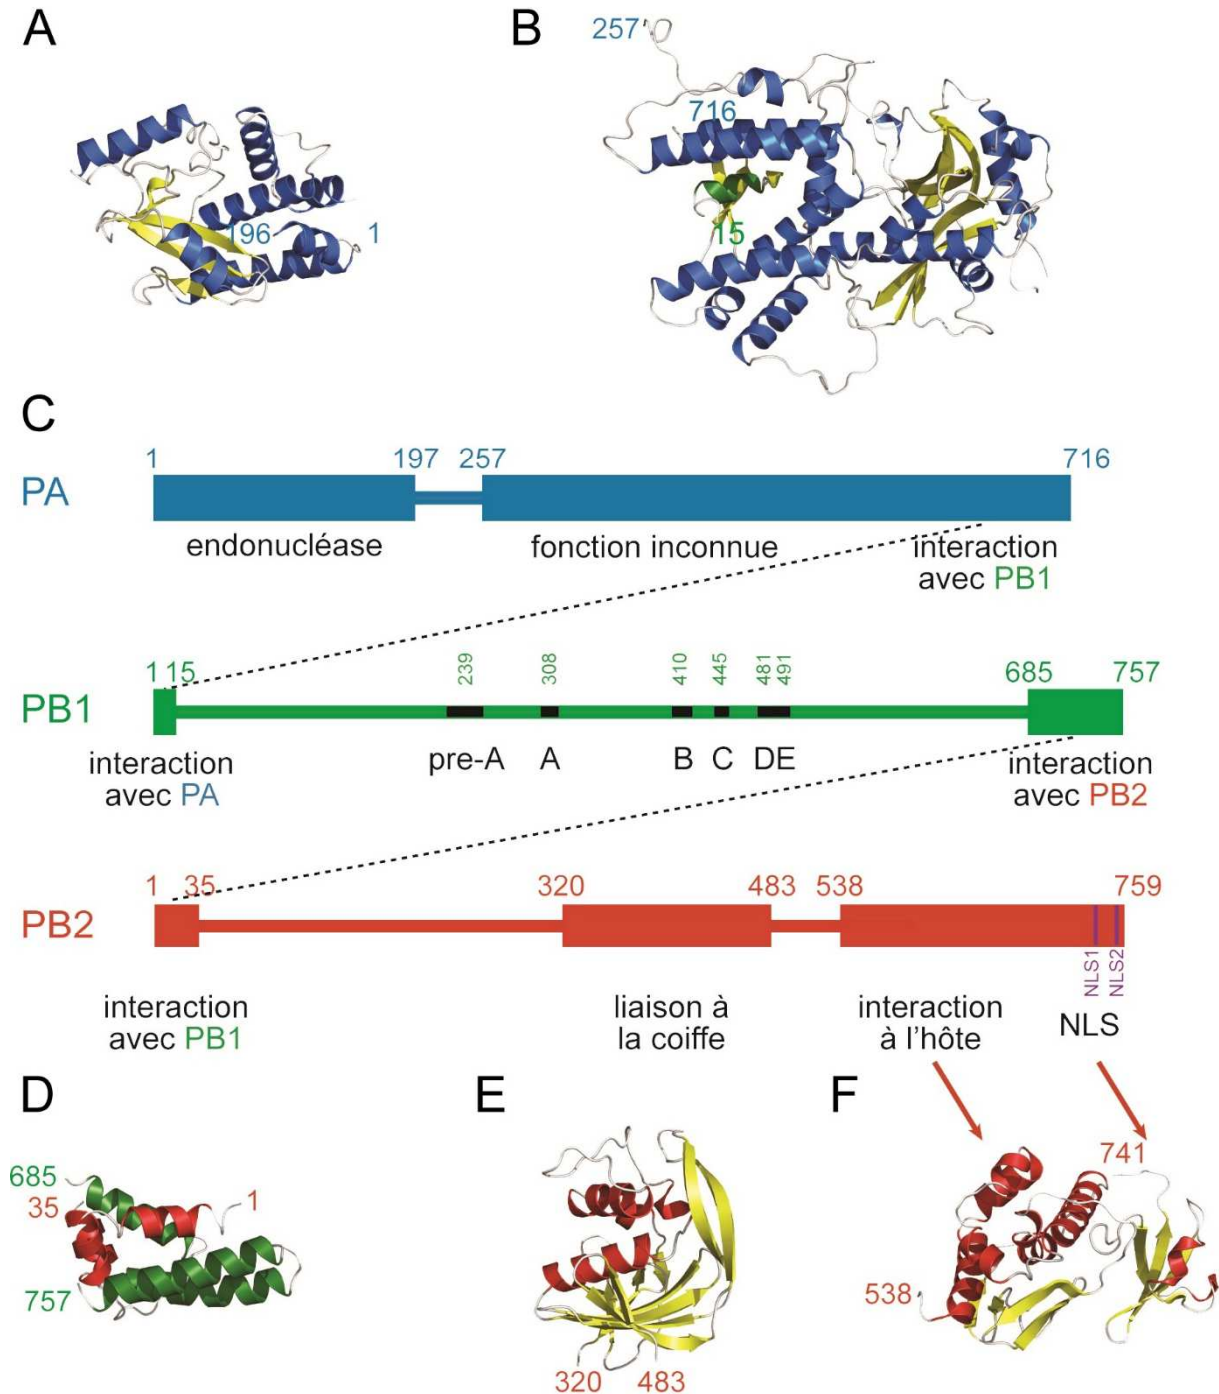 A
B
257
716
15
196
1
C
1
197
257
716
PA
endonucléase
fonction inconnue
interaction
avec PB1
1
15
239
308
410
445
481
491
685
757
PB1
pre-A
A
B
C
DE
interaction
avec PA
interaction
avec PB2
1
35
320
483
538
759
PB2
NLS1
NLS2
interaction
avec PB1
liaison à
la coiffe
interaction
à l'hôte
NLS
D
E
F
685
35
1
757
320
483
741
538